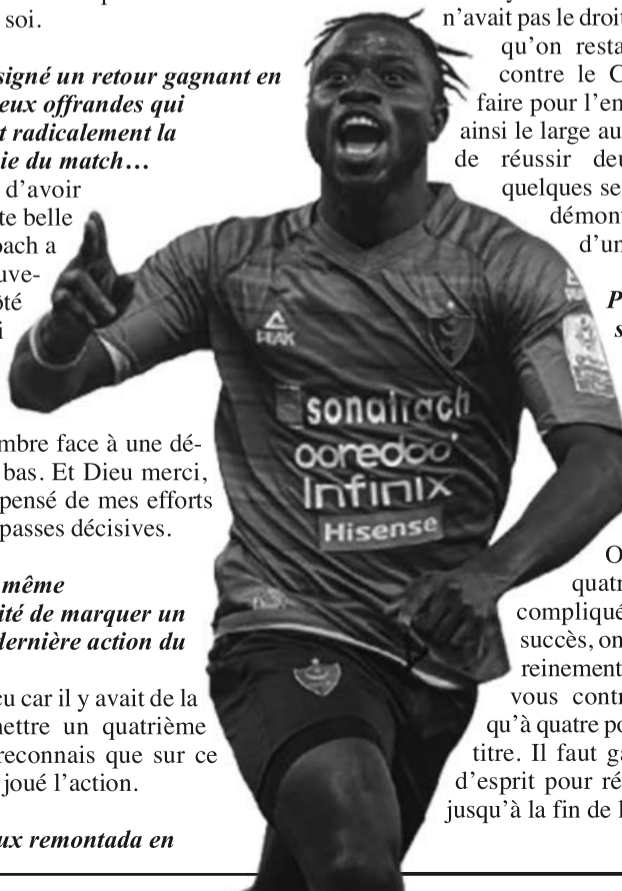 soi.
signé un retour gagnant en
eux offrandes qui
t radicalement la
ie du match…
d'avoir
te belle
oach a
uve-
ôté
i
mbre face à une dé-
bas. Et Dieu merci,
pensé de mes efforts
passes décisives.
même
ité de marquer un
dernière action du
çu car il y avait de la
mettre un quatrième
reconnais que sur ce
joué l'action.
ux remontada en
PEAK
sonatrach
ooredoo
Infinix
Hisense
n'avait pas le droit
qu'on resta
contre le C
faire pour l'en
ainsi le large au
de réussir deu
quelques se
démont
d'un
P
s
O
quatr
compliqué
succès, on
reinement
vous contr
qu'à quatre po
titre. Il faut ga
d'esprit pour ré
jusqu'à la fin de l